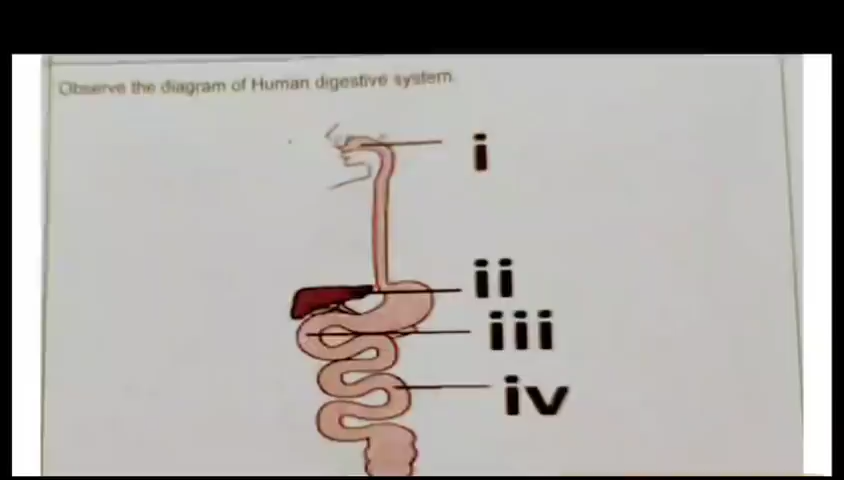 Observe the diagram of Human digestive system.
i
ii
iii
iv